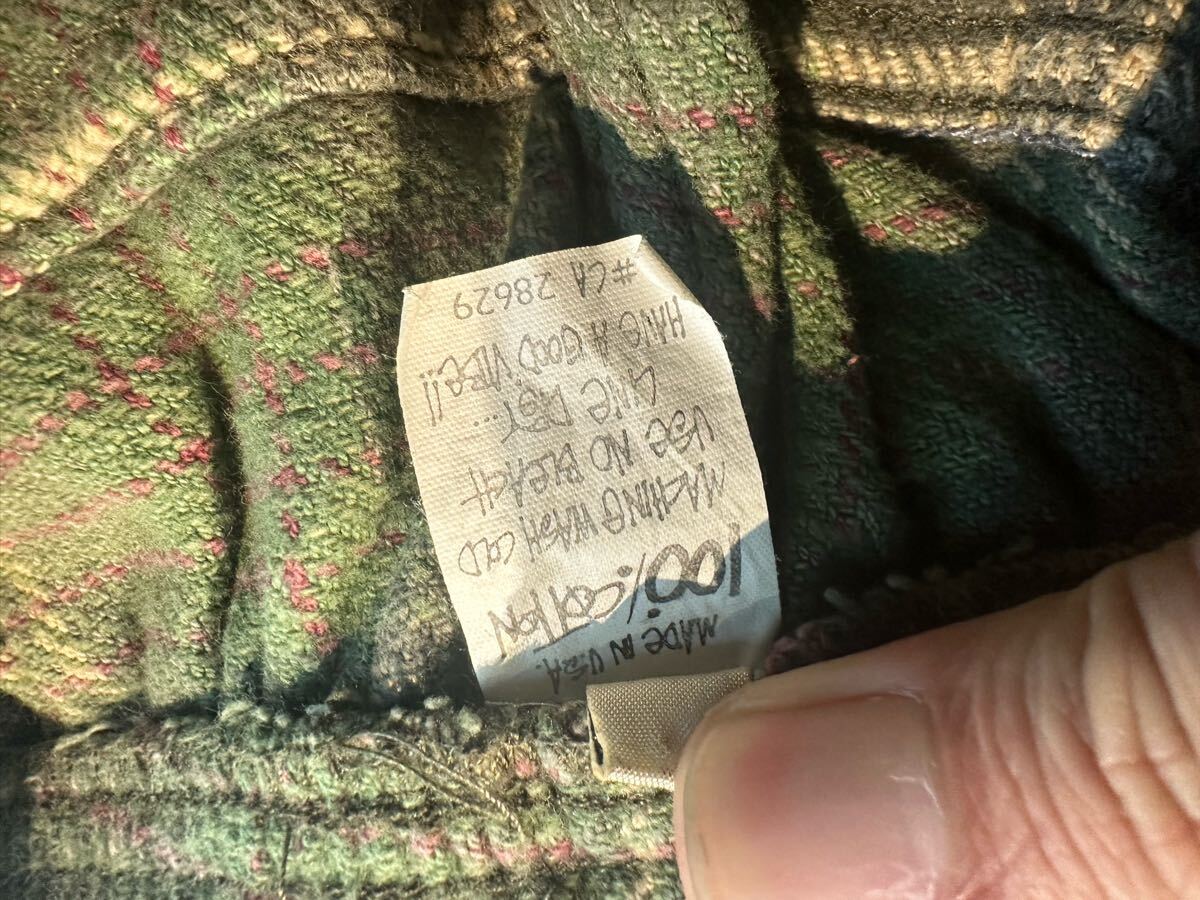 MADE IN U.S.A.
100% COTTON
MACHINE WASH COLD
USE NO BLEACH
LINE DRY...
HAVE A GOOD VIBE!!
#CA 28629